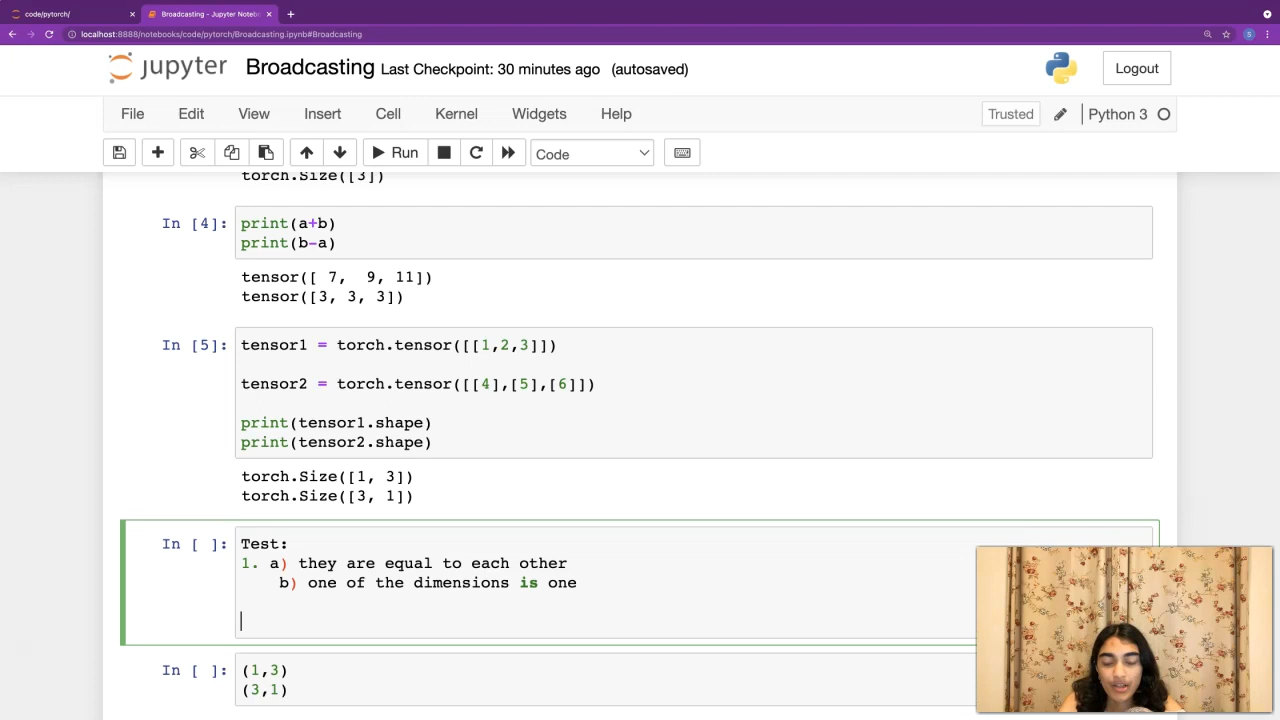 code/pytorch/
Broadcasting - Jupyter Noteb
localhost:8888/notebooks/code/pytorch/Broadcasting.ipynb#Broadcasting
S
jupyter Broadcasting Last Checkpoint: 30 minutes ago (autosaved)
Logout
File Edit View Insert Cell Kernel Widgets Help
Trusted
Python 3
Run
Code
torch.Size([3])
In [4]: print(a+b)
print(b-a)
tensor([ 7,  9, 11])
tensor([3, 3, 3])
In [5]: tensor1 = torch.tensor([[1,2,3]])
tensor2 = torch.tensor([[4],[5],[6]])
print(tensor1.shape)
print(tensor2.shape)
torch.Size([1, 3])
torch.Size([3, 1])
In [ ]: Test:
1. a) they are equal to each other
b) one of the dimensions is one
In [ ]: (1,3)
(3,1)